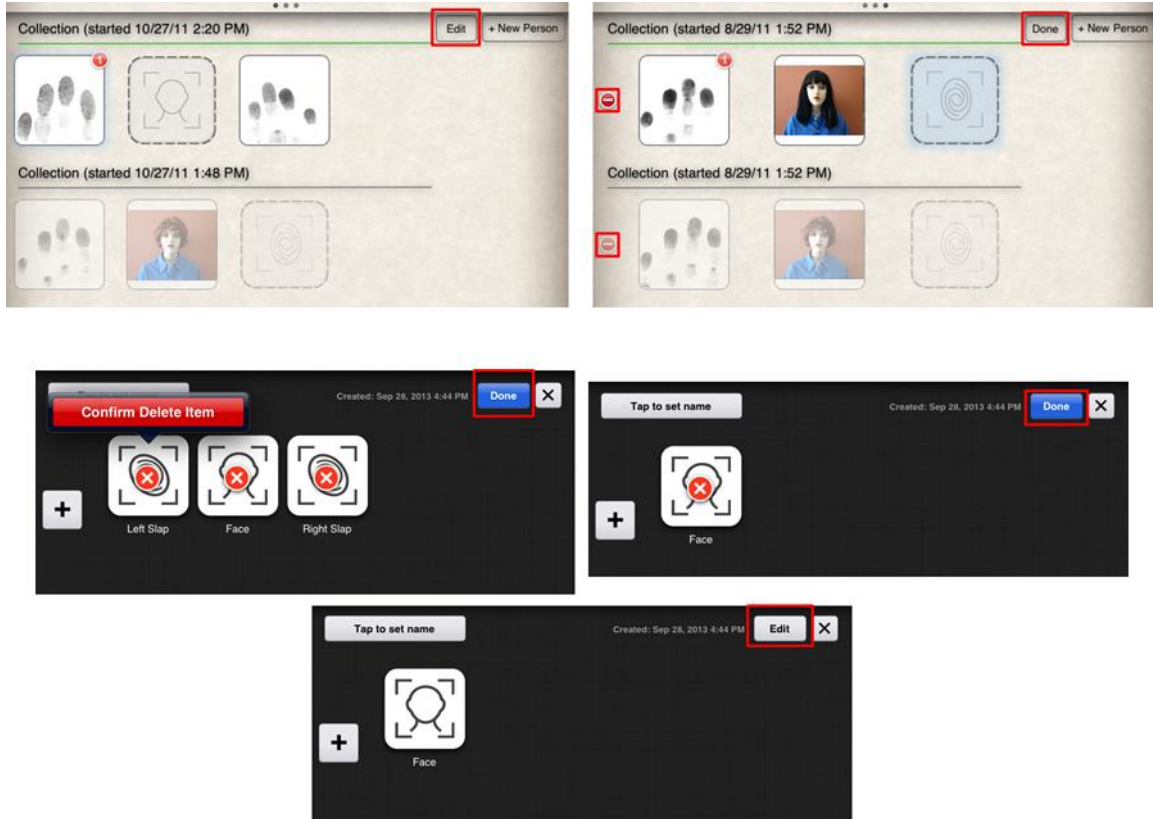 Collection (started 10/27/11 2:20 PM)
Edit
+ New Person
1
Collection (started 10/27/11 1:48 PM)
Collection (started 8/29/11 1:52 PM)
Done
+ New Person
1
Collection (started 8/29/11 1:52 PM)
Confirm Delete Item
Created: Sep 28, 2013 4:44 PM
Done
Left Slap
Face
Right Slap
Tap to set name
Created: Sep 28, 2013 4:44 PM
Done
Face
Tap to set name
Created: Sep 28, 2013 4:44 PM
Edit
Face